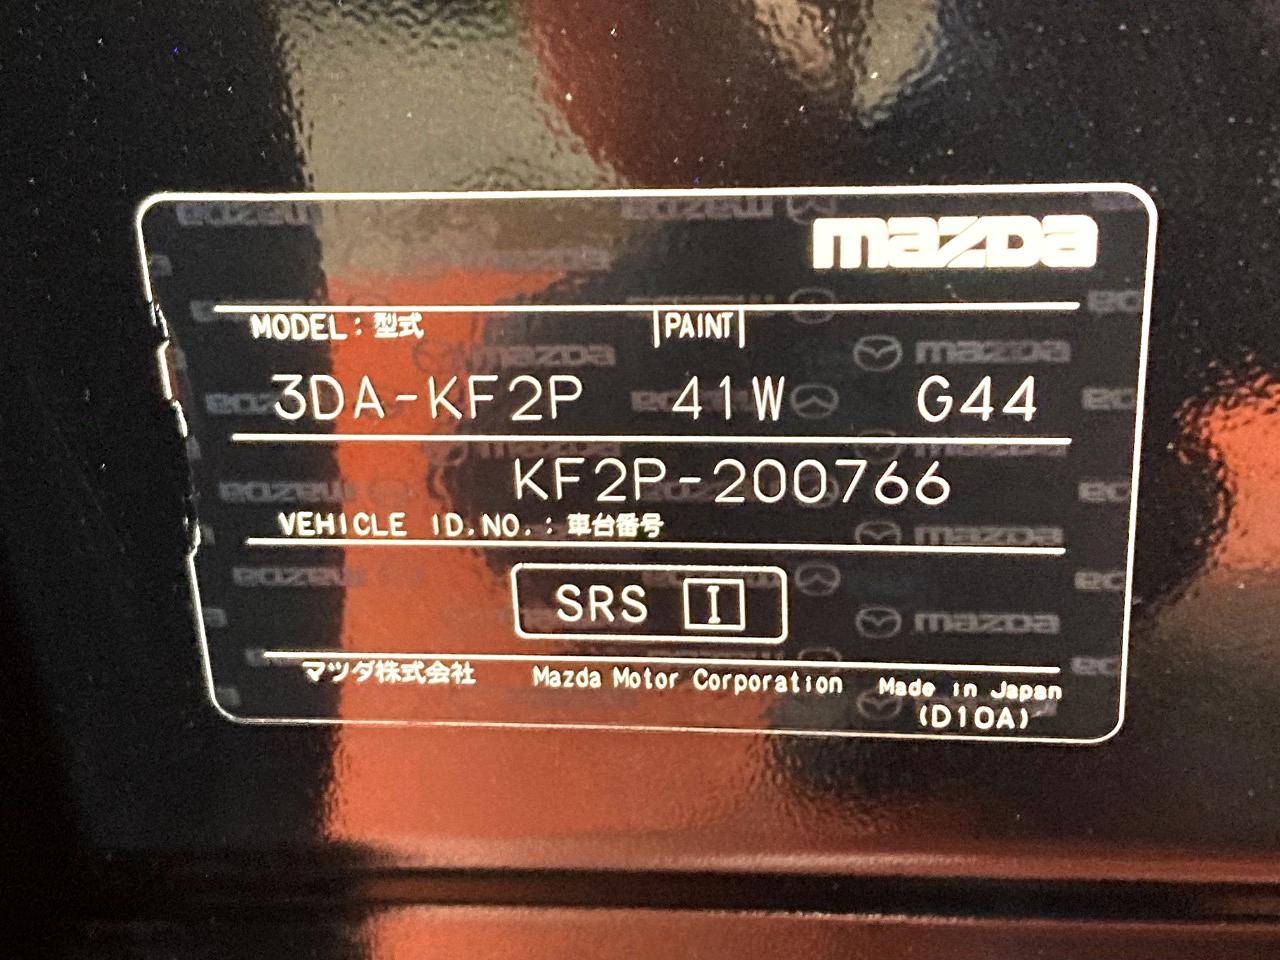 mazda
MODEL: 型式 PAINT
3DA-KF2P 41W G44
KF2P-200766
VEHICLE ID.NO.: 車台番号
SRS I
マツダ株式会社 Mazda Motor Corporation Made in Japan
(D10A)